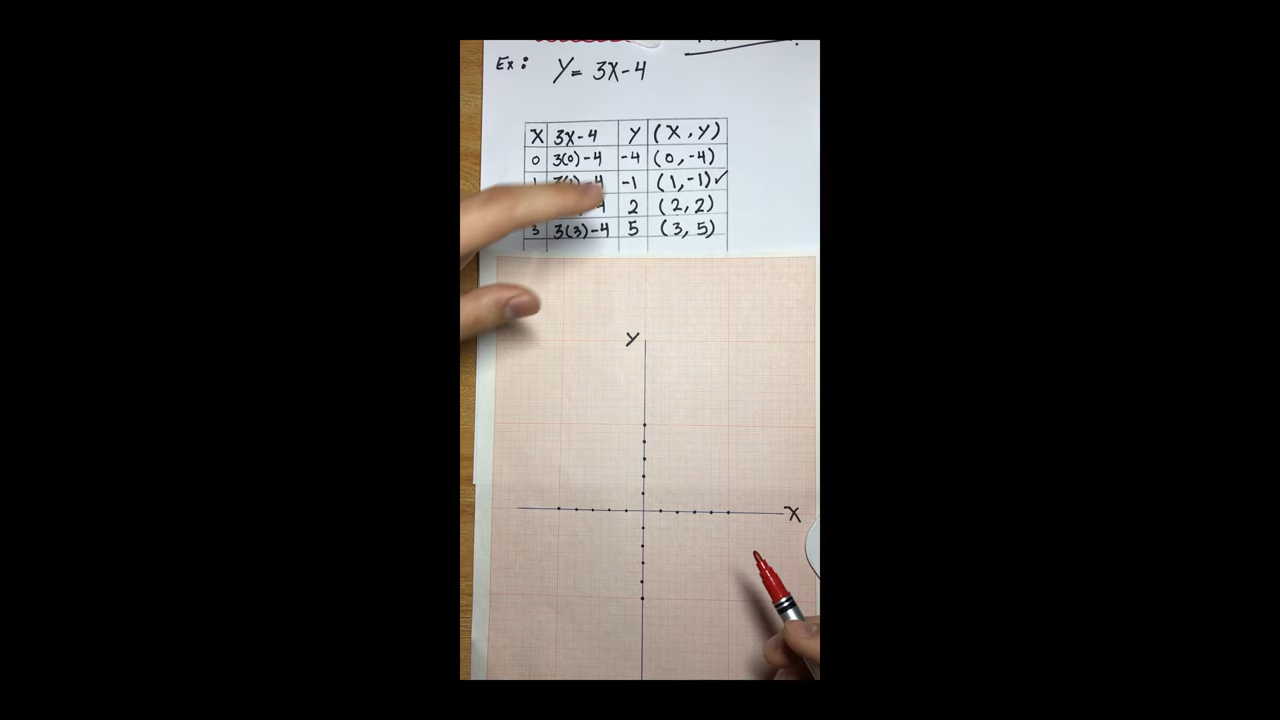 Ex: Y= 3X-4
X 3X-4 Y (X,Y)
0 3(0)-4 -4 (0,-4)
-1 (1,-1)✓
2 (2,2)
3 3(3)-4 5 (3,5)
Y
X